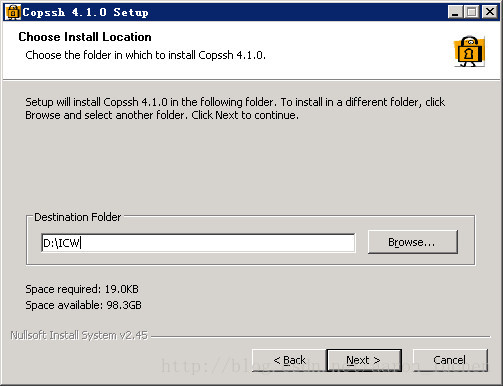 Copssh 4.1.0 Setup
Choose Install Location
Choose the folder in which to install Copssh 4.1.0.
Setup will install Copssh 4.1.0 in the following folder. To install in a different folder, click
Browse and select another folder. Click Next to continue.
Destination Folder
D:\ICW
Browse...
Space required: 19.0KB
Space available: 98.3GB
Nullsoft Install System v2.45
< Back
Next >
Cancel